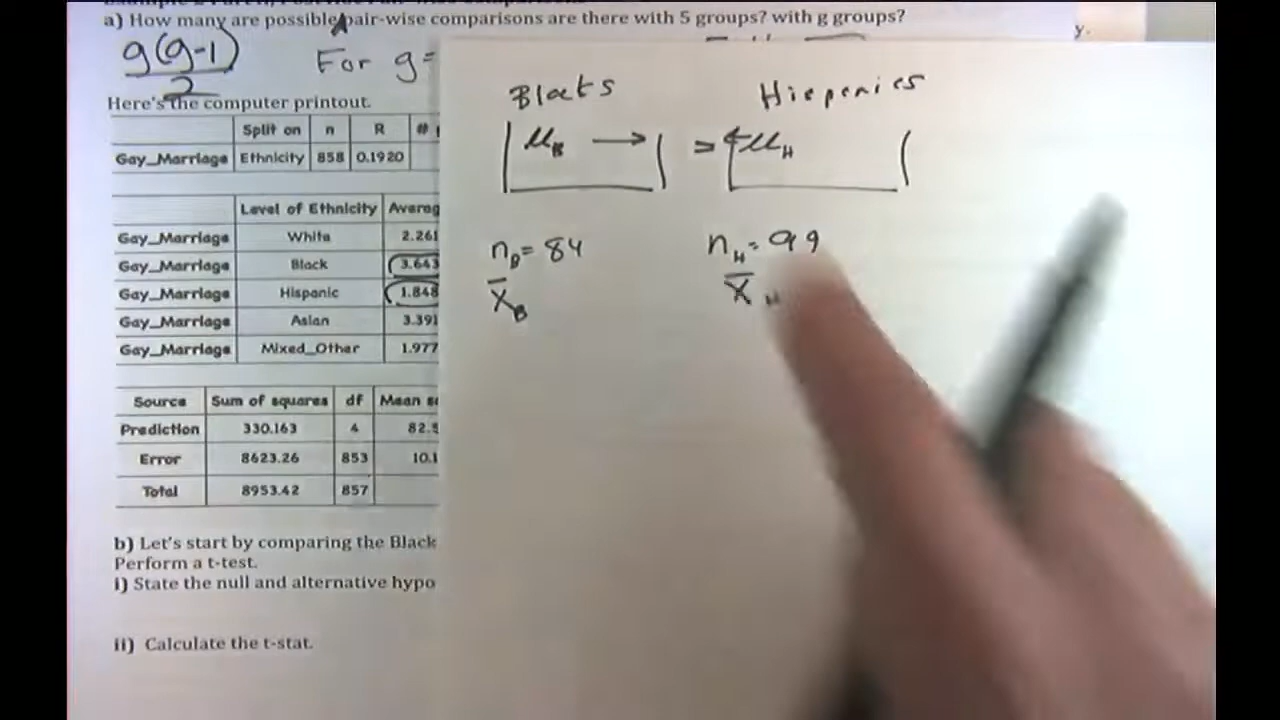 a) How many are possible pair-wise comparisons are there with 5 groups? with g groups?
y.
g(g-1)
2
For g=
Here's the computer printout.
Split on n R #
Gay_Marriage Ethnicity 858 0.1920
Level of Ethnicity Averag
Gay_Marriage White 2.261
Gay_Marriage Black 3.643
Gay_Marriage Hispanic 1.848
Gay_Marriage Asian 3.391
Gay_Marriage Mixed_Other 1.977
Source Sum of squares df Mean
Prediction 330.163 4 82.5
Error 8623.26 853 10.1
Total 8953.42 857
b) Let's start by comparing the Black
Perform a t-test.
i) State the null and alternative hypo
ii) Calculate the t-stat.
Blacks Hispanics
μB → = ← μH
nB = 84 nH = 99
X̄B X̄H